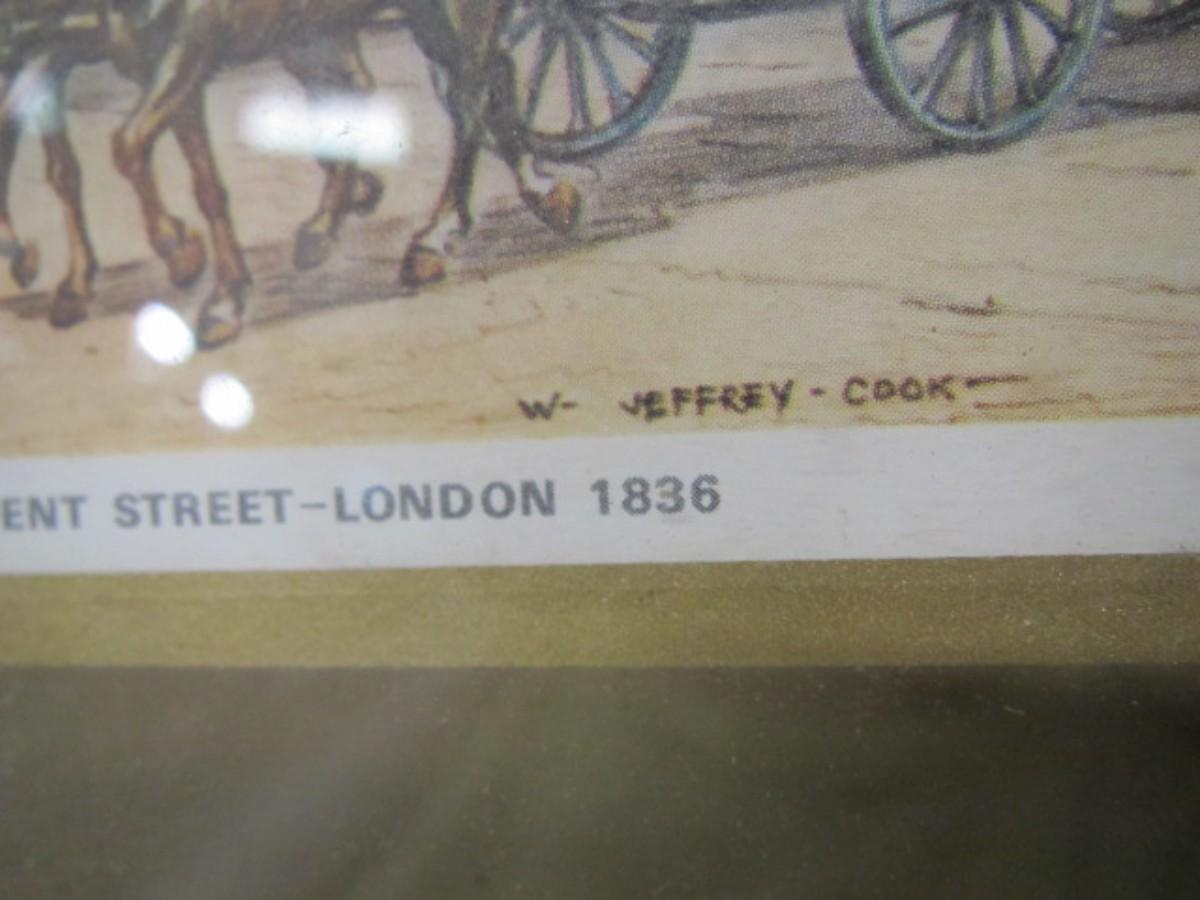 W- JEFFREY - COOK
ENT STREET-LONDON 1836